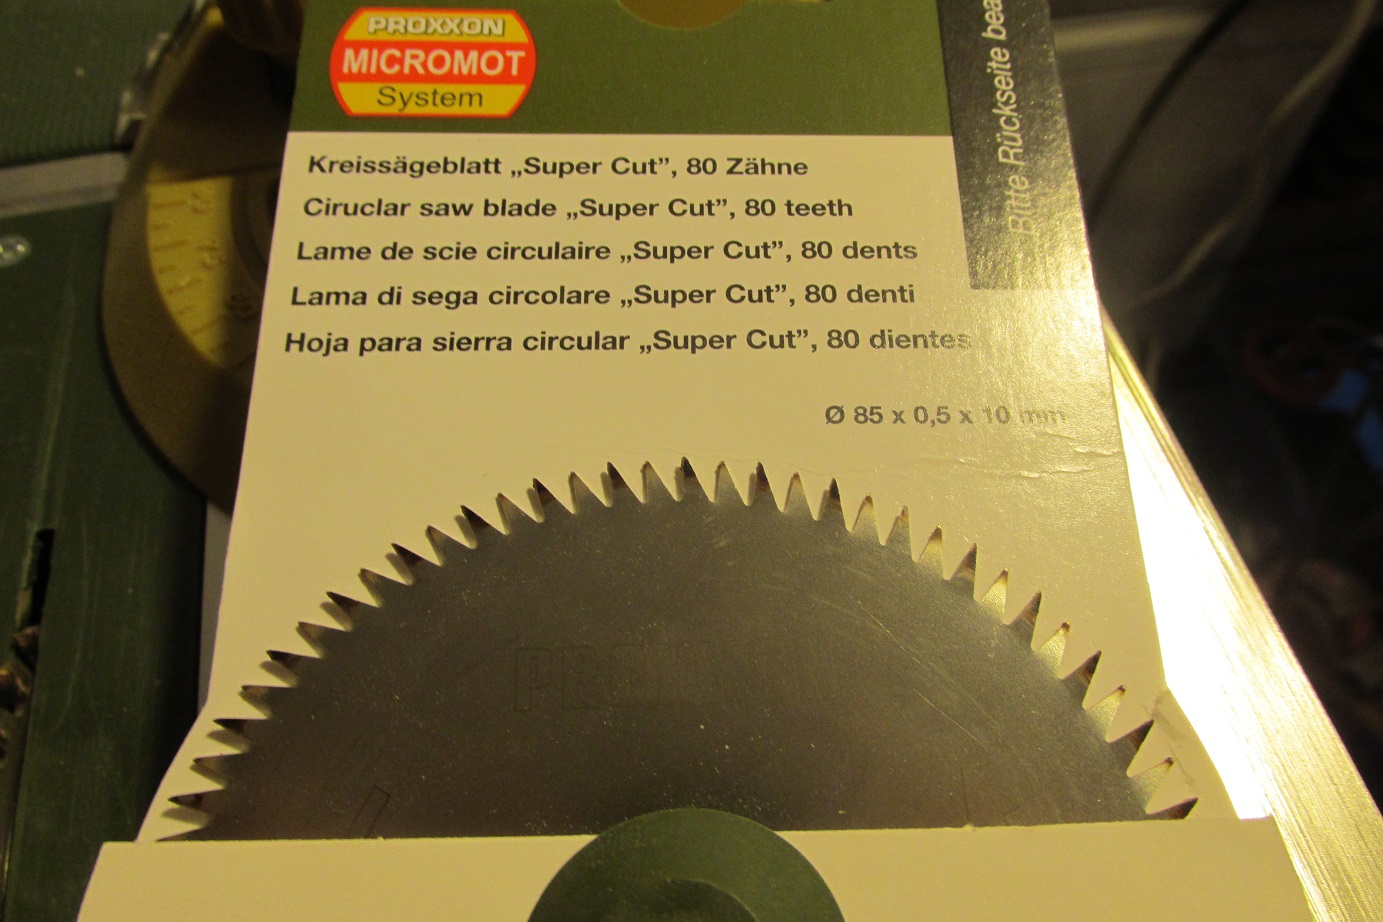 PROXXON
MICROMOT
System
Bitte Rückseite bea
Kreissägeblatt „Super Cut”, 80 Zähne
Ciruclar saw blade „Super Cut”, 80 teeth
Lame de scie circulaire „Super Cut”, 80 dents
Lama di sega circolare „Super Cut”, 80 denti
Hoja para sierra circular „Super Cut”, 80 dientes
Ø 85 x 0,5 x 10 mm